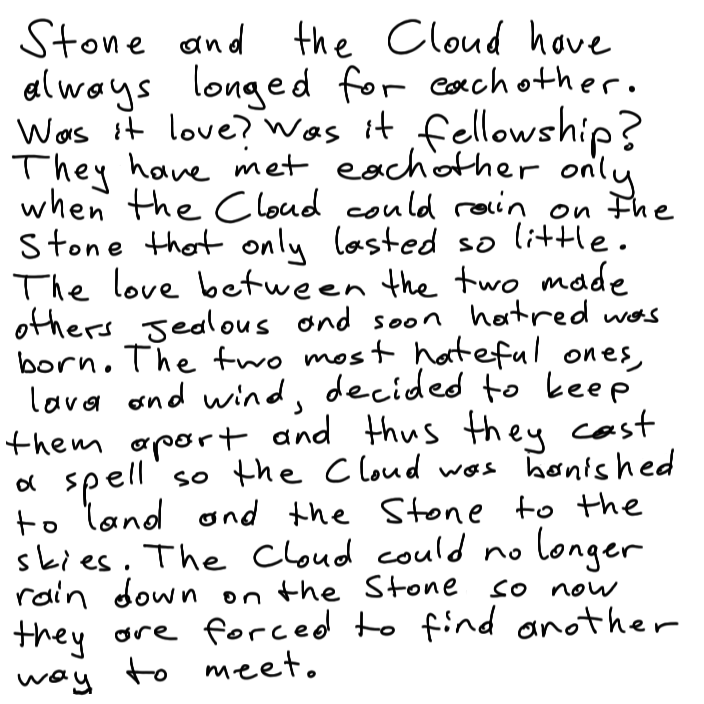 Stone and the Cloud have
always longed for eachother.
Was it love? Was it fellowship?
They have met eachother only
when the Cloud could rain on the
Stone that only lasted so little.
The love between the two made
others jealous and soon hatred was
born. The two most hateful ones,
lava and wind, decided to keep
them apart and thus they cast
a spell so the Cloud was banished
to land and the Stone to the
skies. The Cloud could no longer
rain down on the Stone so now
they are forced to find another
way to meet.